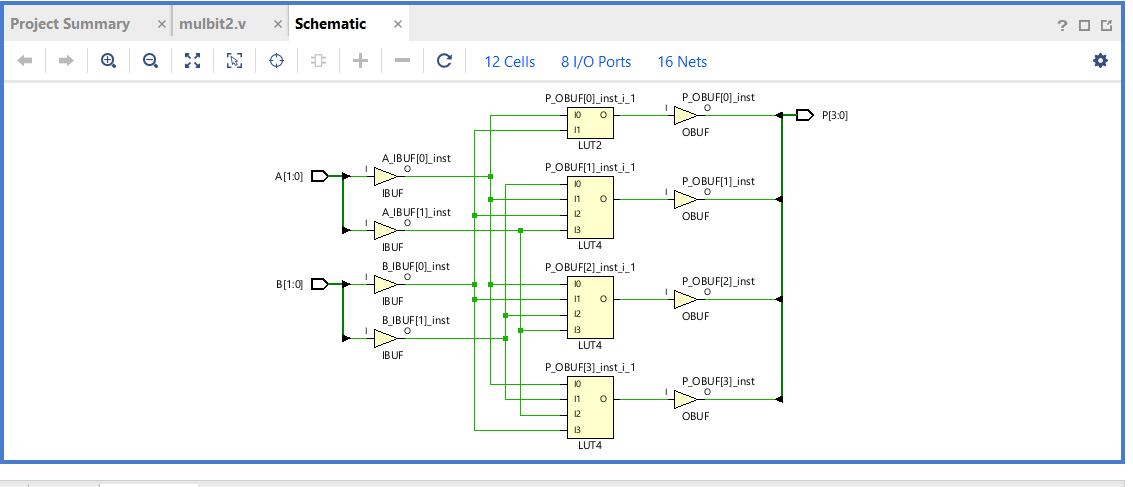 Project Summary × mulbit2.v × Schematic ×
?
12 Cells 8 I/O Ports 16 Nets
P_OBUF[0]_inst_i_1 P_OBUF[0]_inst
I0 O I O P[3:0]
I1
LUT2 OBUF
A_IBUF[0]_inst P_OBUF[1]_inst_i_1
A[1:0] I O
IBUF
I0 P_OBUF[1]_inst
I1 O I O
I2
I3 OBUF
LUT4
A_IBUF[1]_inst
I O
IBUF
B_IBUF[0]_inst P_OBUF[2]_inst_i_1
B[1:0] I O
IBUF
I0 P_OBUF[2]_inst
I1 O I O
I2
I3 OBUF
LUT4
B_IBUF[1]_inst
I O
IBUF
P_OBUF[3]_inst_i_1
I0 P_OBUF[3]_inst
I1 O I O
I2
I3 OBUF
LUT4